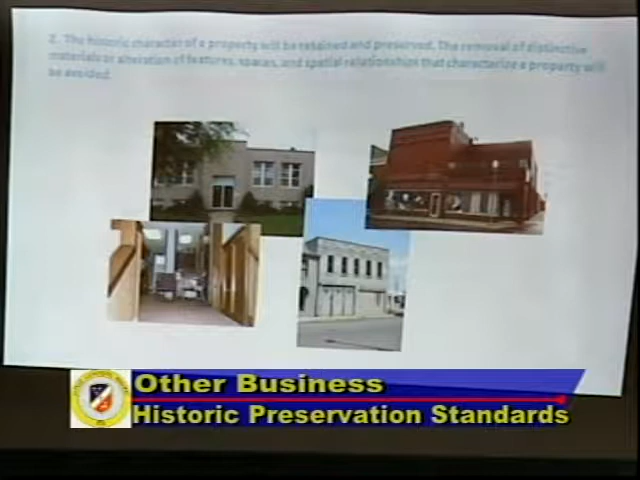 2. The historic character of a property will be retained and preserved. The removal of distinctive
materials or alteration of features, spaces, and spatial relationships that characterize a property will
be avoided.
Other Business
Historic Preservation Standards